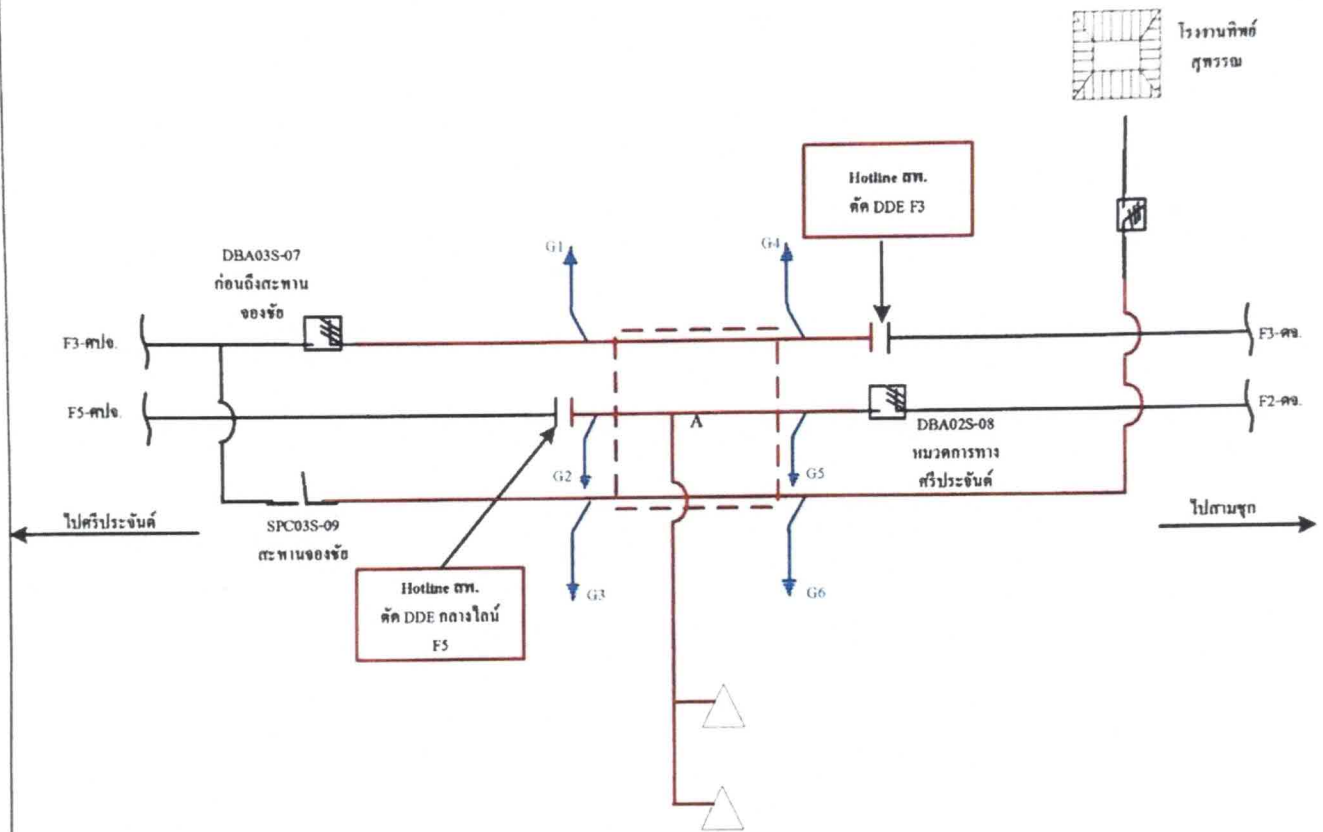 โรงงานทิพย์
สุพรรณ
Hotline สพ.
ตัด DDE F3
G1
G4
DBA03S-07
ก่อนถึงสะพาน
จองชัย
F3-ศปจ.
F3-ศจ.
F5-ศปจ.
F2-ศจ.
A
DBA02S-08
หมวดการทาง
ศรีประจันต์
G2
G5
ไปศรีประจันต์
SPC03S-09
สะพานจองชัย
ไปสามชุก
Hotline สพ.
ตัด DDE กลางไลน์
F5
G3
G6